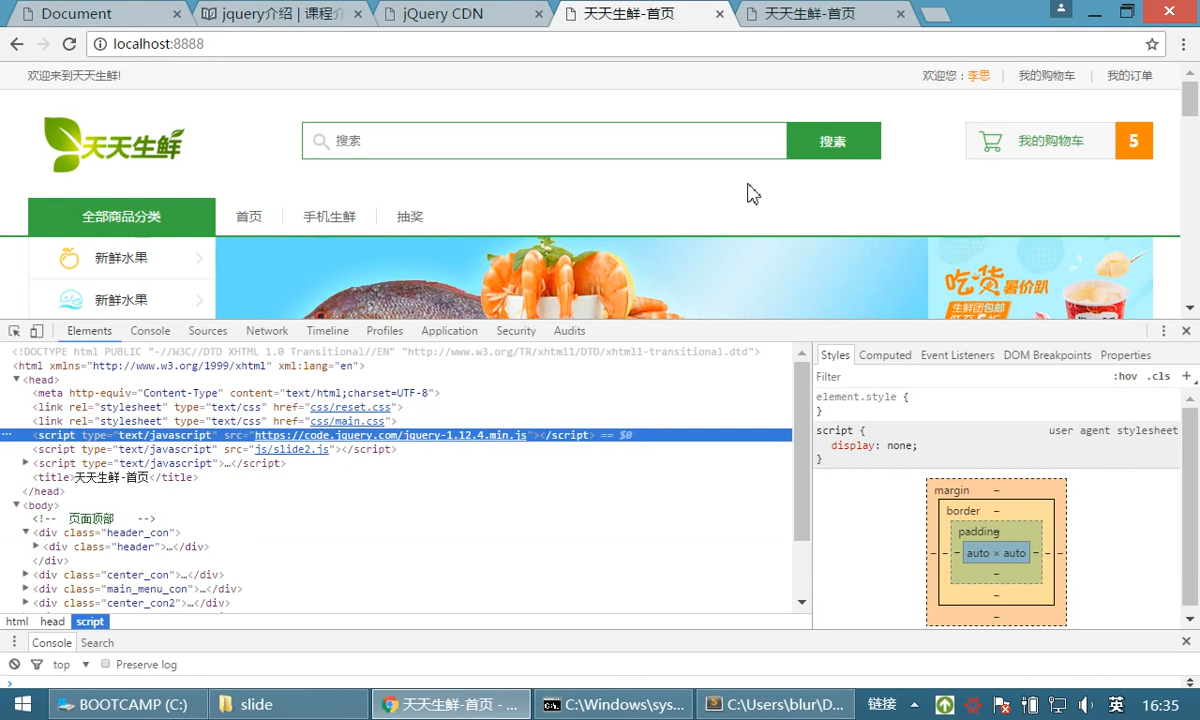 Document
jquery介绍 | 课程介
jQuery CDN
天天生鲜-首页
天天生鲜-首页
localhost:8888
欢迎来到天天生鲜!
欢迎您：李思
我的购物车
我的订单
天天生鲜
搜索
搜索
我的购物车
5
全部商品分类
首页
手机生鲜
抽奖
新鲜水果
新鲜水果
吃货
暑价趴
生鲜团包邮
Elements Console Sources Network Timeline Profiles Application Security Audits
<!DOCTYPE html PUBLIC "-//W3C//DTD XHTML 1.0 Transitional//EN" "http://www.w3.org/TR/xhtml1/DTD/xhtml1-transitional.dtd">
<html xmlns="http://www.w3.org/1999/xhtml" xml:lang="en">
<head>
<meta http-equiv="Content-Type" content="text/html;charset=UTF-8">
<link rel="stylesheet" type="text/css" href="css/reset.css">
<link rel="stylesheet" type="text/css" href="css/main.css">
<script type="text/javascript" src="https://code.jquery.com/jquery-1.12.4.min.js"></script> == $0
<script type="text/javascript" src="js/slide2.js"></script>
<script type="text/javascript">…</script>
<title>天天生鲜-首页</title>
</head>
<body>
<!-- 页面顶部 -->
<div class="header_con">
<div class="header">…</div>
</div>
<div class="center_con">…</div>
<div class="main_menu_con">…</div>
<div class="center_con2">…</div>
html head script
Styles Computed Event Listeners DOM Breakpoints Properties
Filter
:hov .cls +
element.style {
}
script {
user agent stylesheet
display: none;
}
margin –
border –
padding –
auto × auto
Console Search
top
Preserve log
BOOTCAMP (C:)
slide
天天生鲜-首页 - ...
C:\Windows\sys...
C:\Users\blur\D...
链接
英
16:35